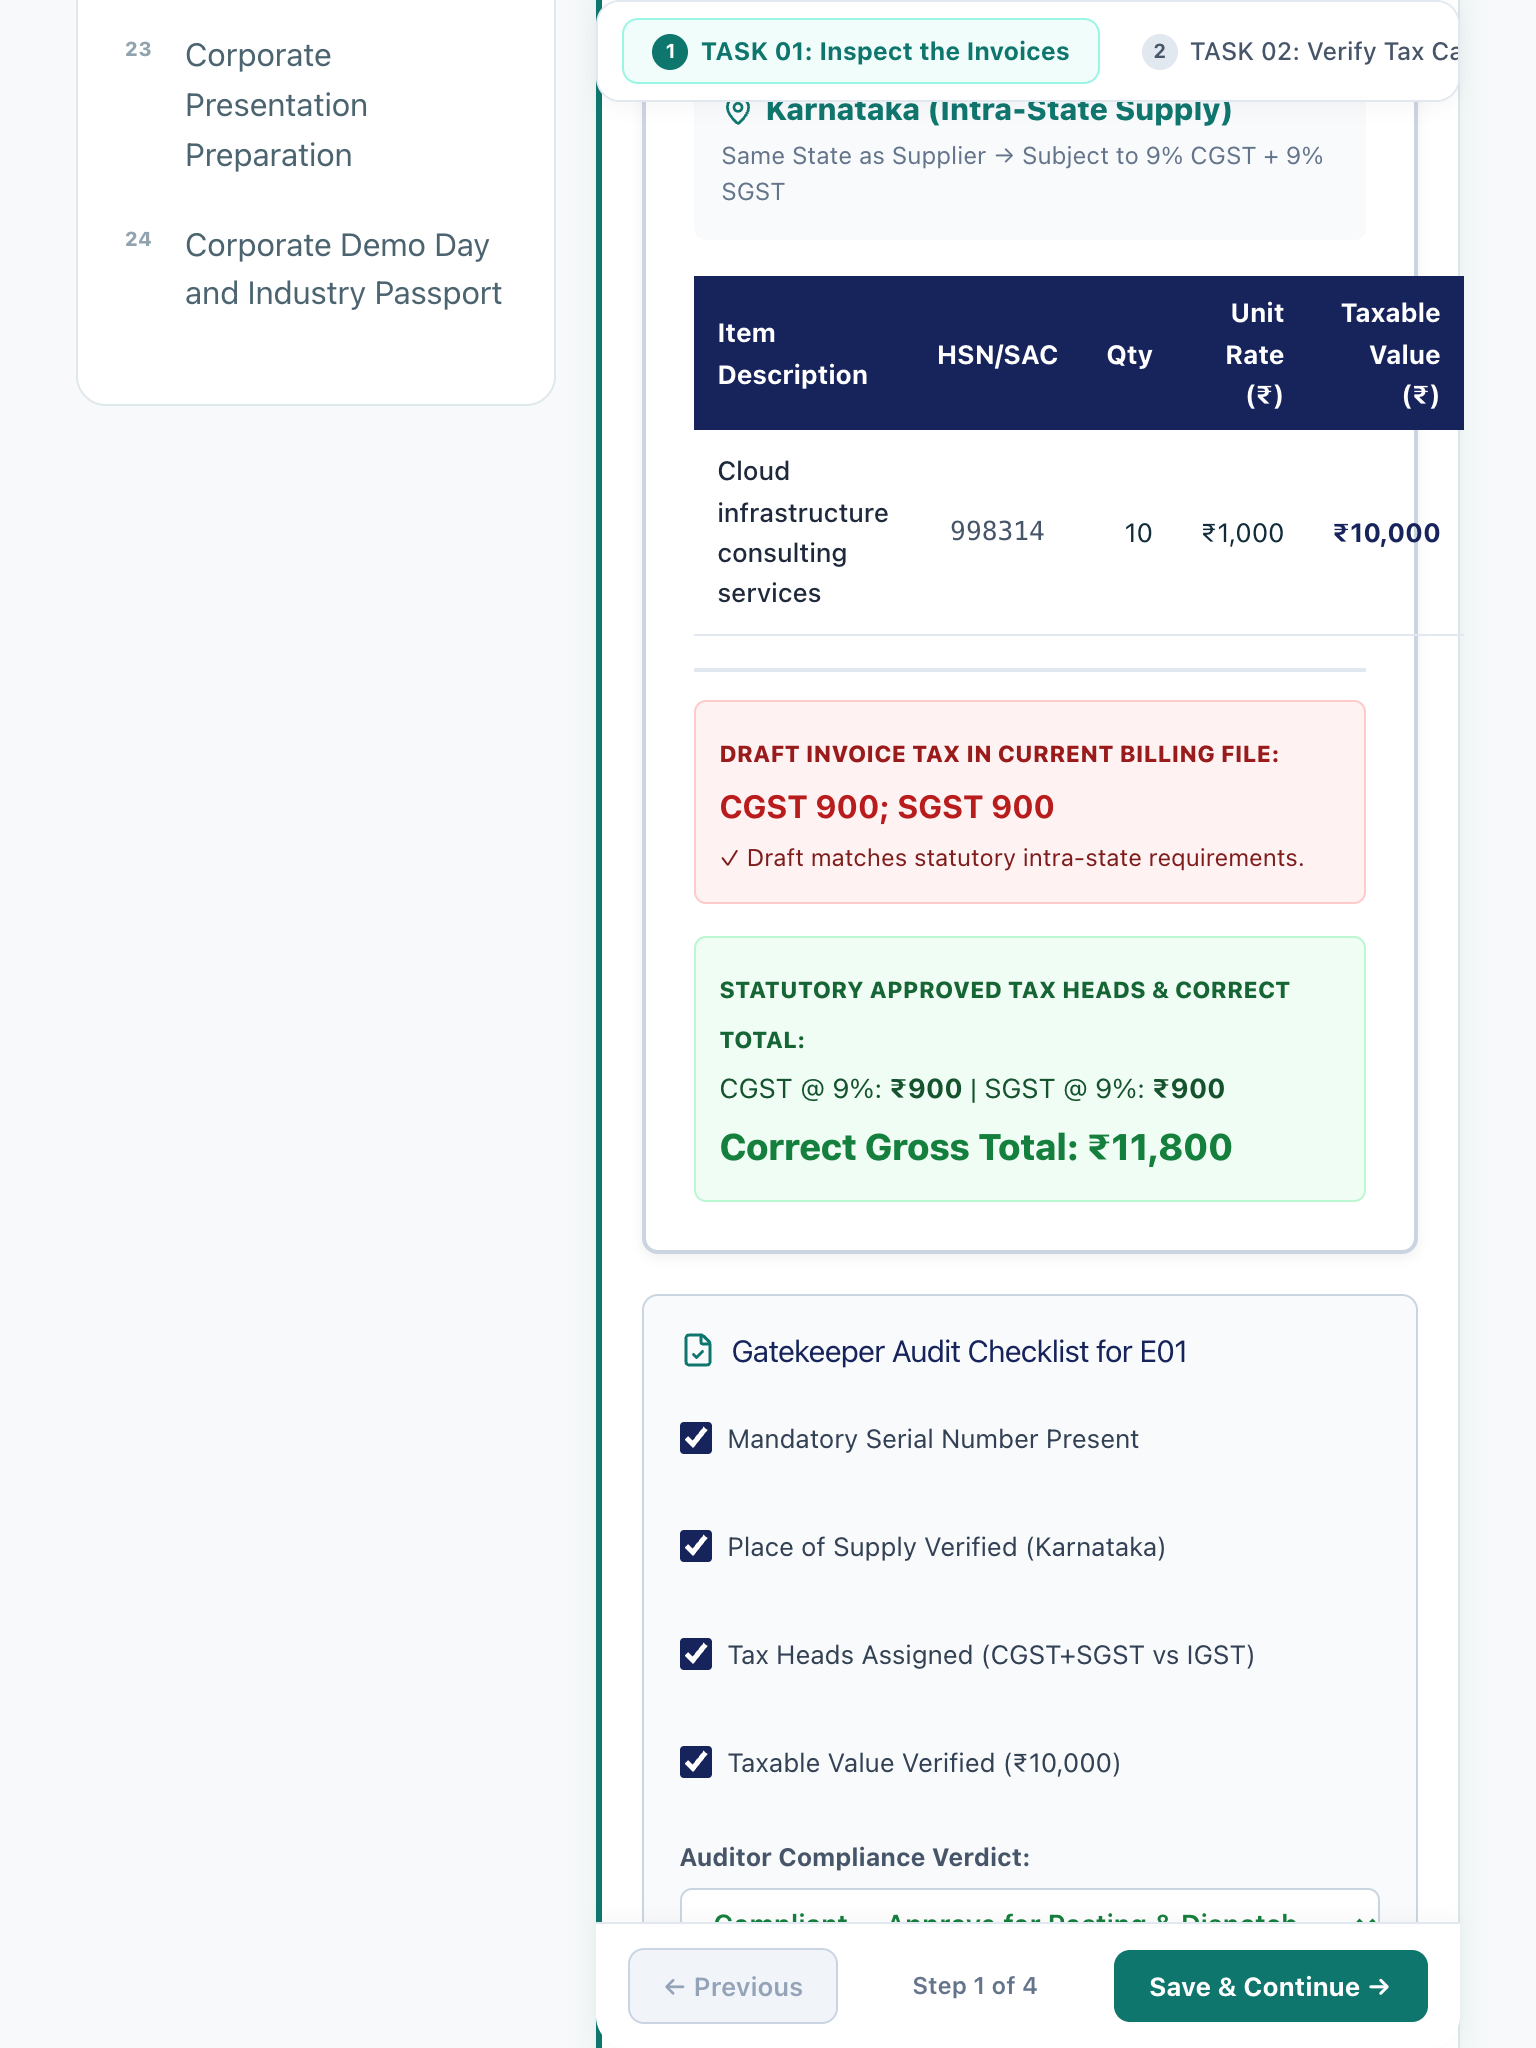 23 Corporate
Presentation
Preparation
24 Corporate Demo Day
and Industry Passport
1 TASK 01: Inspect the Invoices
2 TASK 02: Verify Tax Ca
Karnataka (Intra-State Supply)
Same State as Supplier → Subject to 9% CGST + 9%
SGST
Item Description HSN/SAC Qty Unit Rate (₹) Taxable Value (₹)
Cloud
infrastructure
consulting
services
998314 10 ₹1,000 ₹10,000
DRAFT INVOICE TAX IN CURRENT BILLING FILE:
CGST 900; SGST 900
✓ Draft matches statutory intra-state requirements.
STATUTORY APPROVED TAX HEADS & CORRECT
TOTAL:
CGST @ 9%: ₹900 | SGST @ 9%: ₹900
Correct Gross Total: ₹11,800
Gatekeeper Audit Checklist for E01
Mandatory Serial Number Present
Place of Supply Verified (Karnataka)
Tax Heads Assigned (CGST+SGST vs IGST)
Taxable Value Verified (₹10,000)
Auditor Compliance Verdict:
Compliant — Approve for Posting & Dispatch
← Previous
Step 1 of 4
Save & Continue →